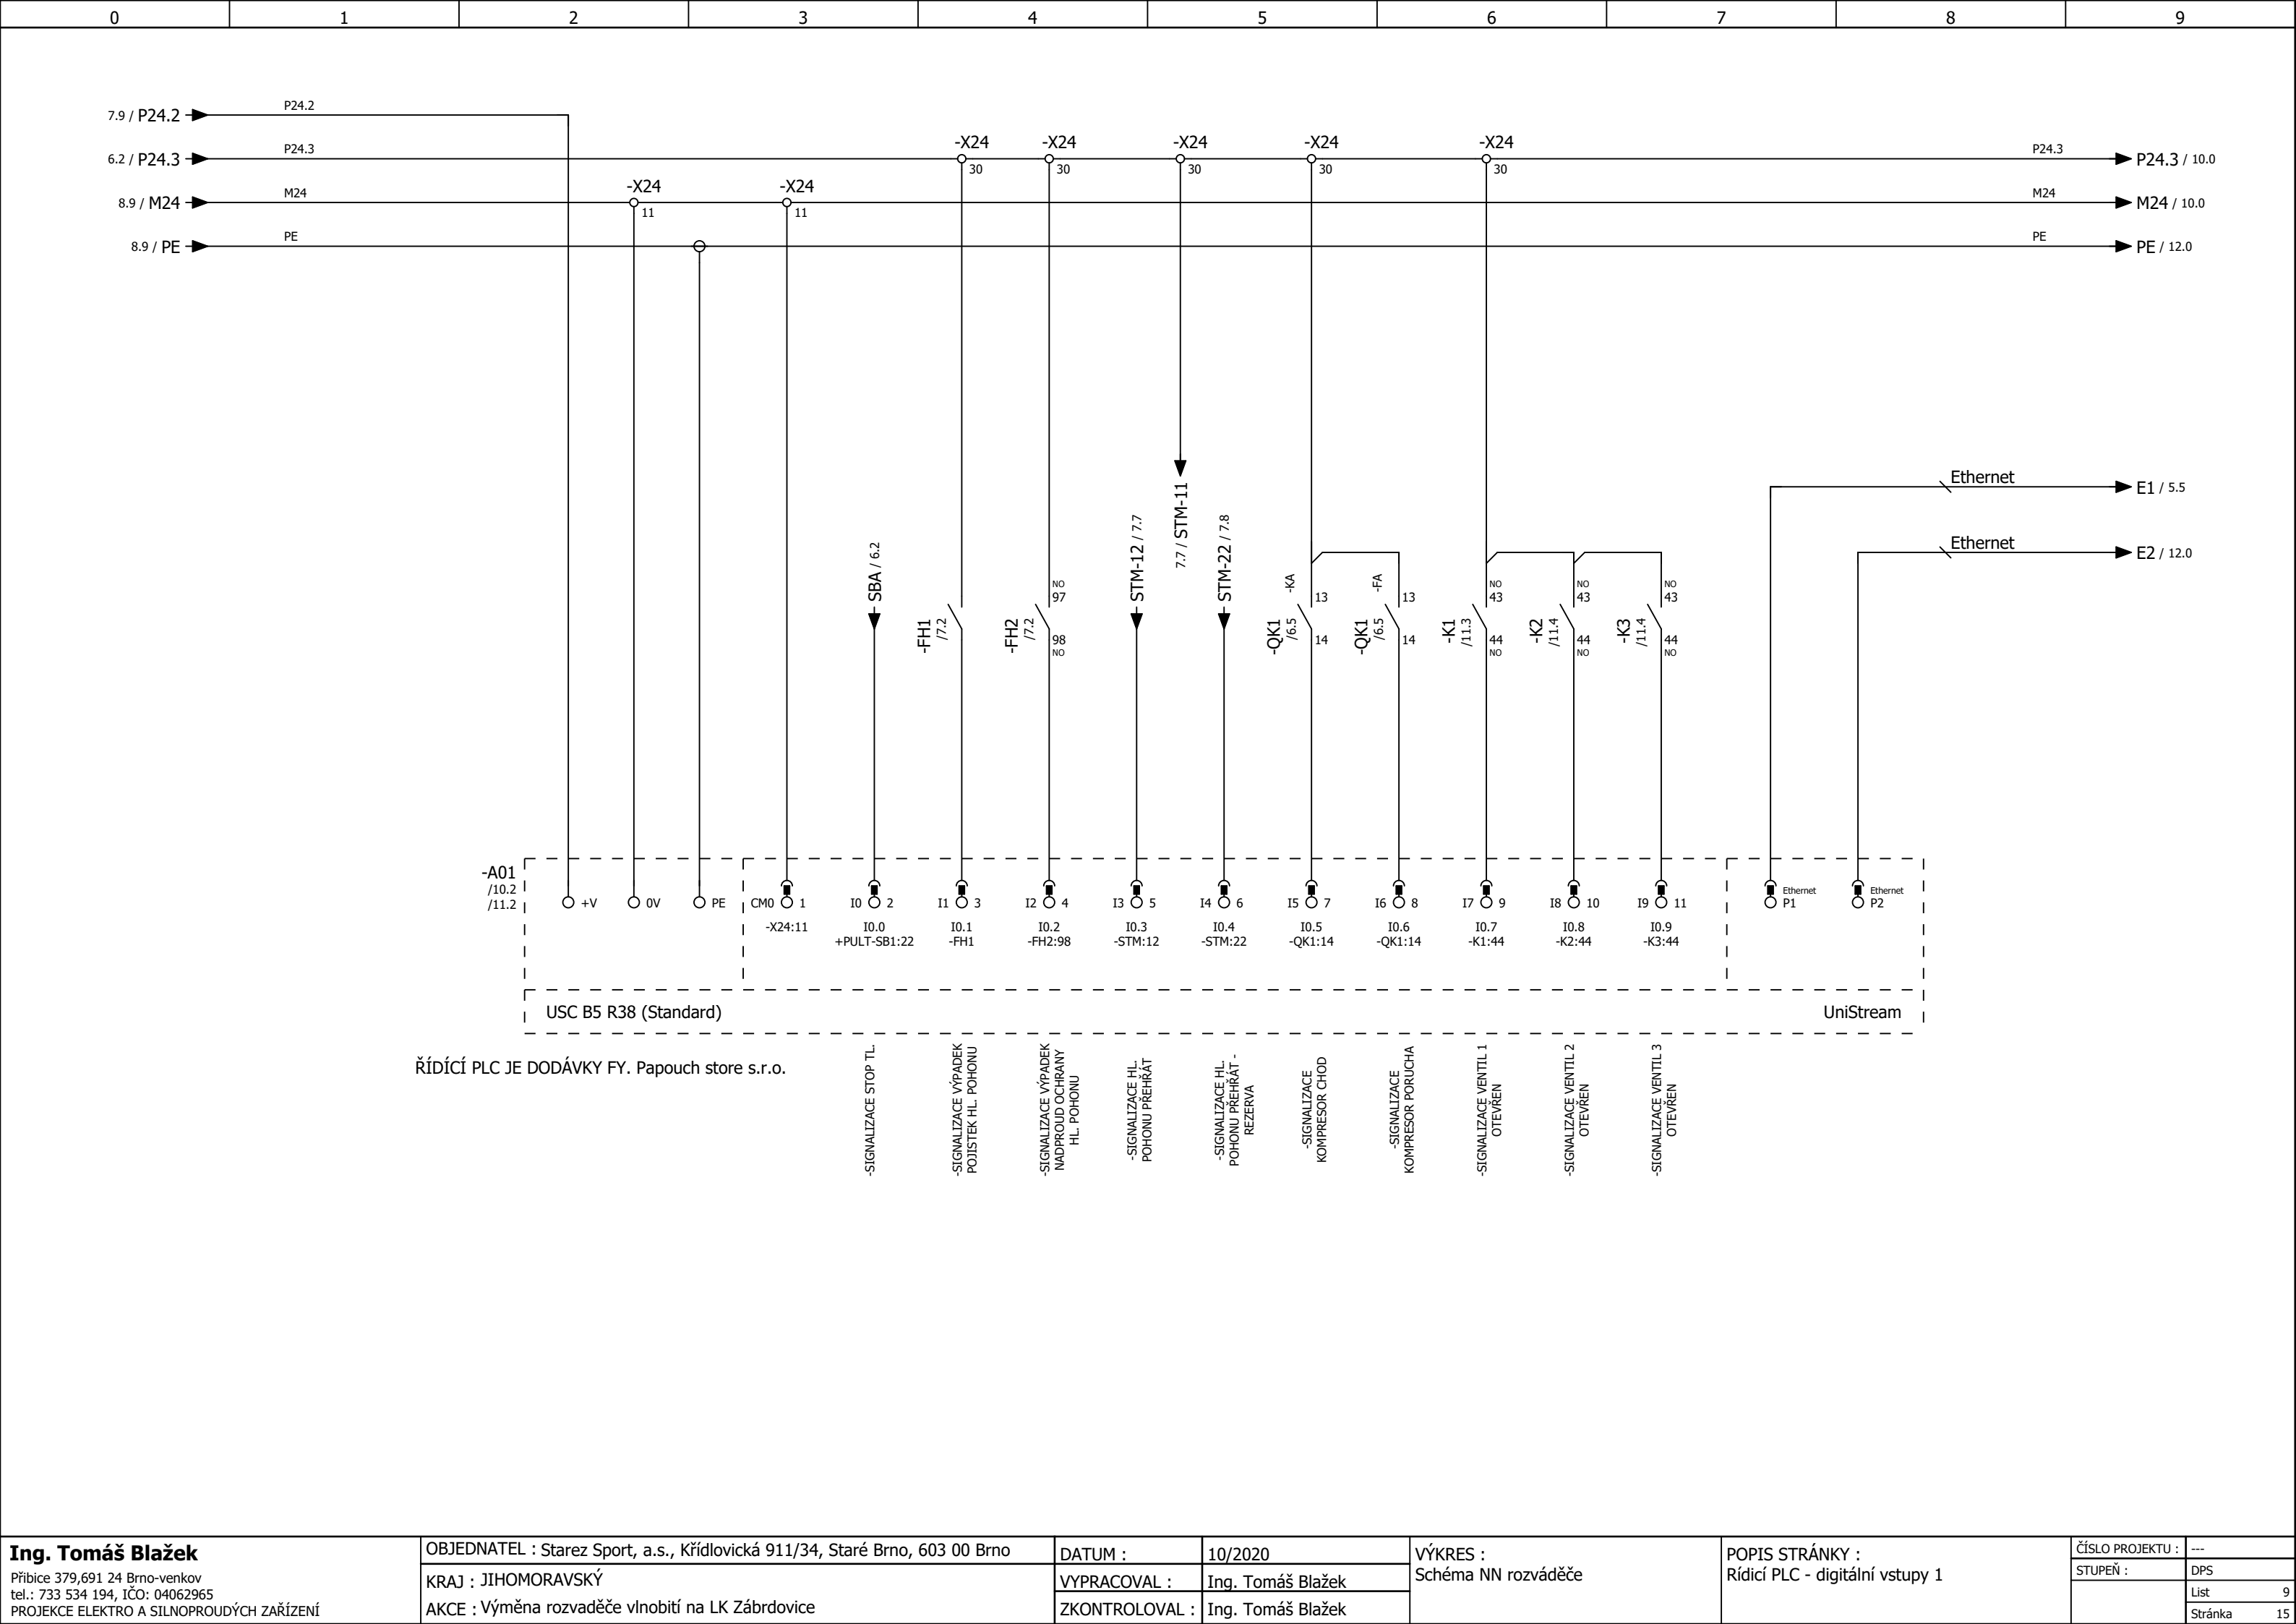 0 1 2 3 4 5 6 7 8 9
7.9 / P24.2
P24.2
6.2 / P24.3
P24.3
-X24 -X24 -X24 -X24 -X24
30 30 30 30 30
P24.3
P24.3 / 10.0
8.9 / M24
M24
-X24 -X24
11 11
M24
M24 / 10.0
8.9 / PE
PE
PE
PE / 12.0
Ethernet
E1 / 5.5
Ethernet
E2 / 12.0
SBA / 6.2
-FH1
/7.2
-FH2
/7.2
NO
97
98
NO
STM-12 / 7.7
7.7 / STM-11
STM-22 / 7.8
-QK1
/6.5
-KA
13
14
-QK1
/6.5
-FA
13
14
-K1
/11.3
NO
43
44
NO
-K2
/11.4
NO
43
44
NO
-K3
/11.4
NO
43
44
NO
-A01
/10.2
/11.2
+V 0V PE CM0 1 I0 2 I1 3 I2 4 I3 5 I4 6 I5 7 I6 8 I7 9 I8 10 I9 11
Ethernet
P1
Ethernet
P2
-X24:11
I0.0
+PULT-SB1:22
I0.1
-FH1
I0.2
-FH2:98
I0.3
-STM:12
I0.4
-STM:22
I0.5
-QK1:14
I0.6
-QK1:14
I0.7
-K1:44
I0.8
-K2:44
I0.9
-K3:44
USC B5 R38 (Standard)
UniStream
ŘÍDÍCÍ PLC JE DODÁVKY FY. Papouch store s.r.o.
-SIGNALIZACE STOP TL.
-SIGNALIZACE VÝPADEK
POJISTEK HL. POHONU
-SIGNALIZACE VÝPADEK
NADPROUD OCHRANY
HL. POHONU
-SIGNALIZACE HL.
POHONU PŘEHŘÁT
-SIGNALIZACE HL.
POHONU PŘEHŘÁT -
REZERVA
-SIGNALIZACE
KOMPRESOR CHOD
-SIGNALIZACE
KOMPRESOR PORUCHA
-SIGNALIZACE VENTIL 1
OTEVŘEN
-SIGNALIZACE VENTIL 2
OTEVŘEN
-SIGNALIZACE VENTIL 3
OTEVŘEN
Ing. Tomáš Blažek
Přibice 379,691 24 Brno-venkov
tel.: 733 534 194, IČO: 04062965
PROJEKCE ELEKTRO A SILNOPROUDÝCH ZAŘÍZENÍ
OBJEDNATEL : Starez Sport, a.s., Křídlovická 911/34, Staré Brno, 603 00 Brno
KRAJ : JIHOMORAVSKÝ
AKCE : Výměna rozvaděče vlnobití na LK Zábrdovice
DATUM : 10/2020
VYPRACOVAL : Ing. Tomáš Blažek
ZKONTROLOVAL : Ing. Tomáš Blažek
VÝKRES :
Schéma NN rozváděče
POPIS STRÁNKY :
Rídicí PLC - digitální vstupy 1
ČÍSLO PROJEKTU : ---
STUPEŇ : DPS
List 9
Stránka 15